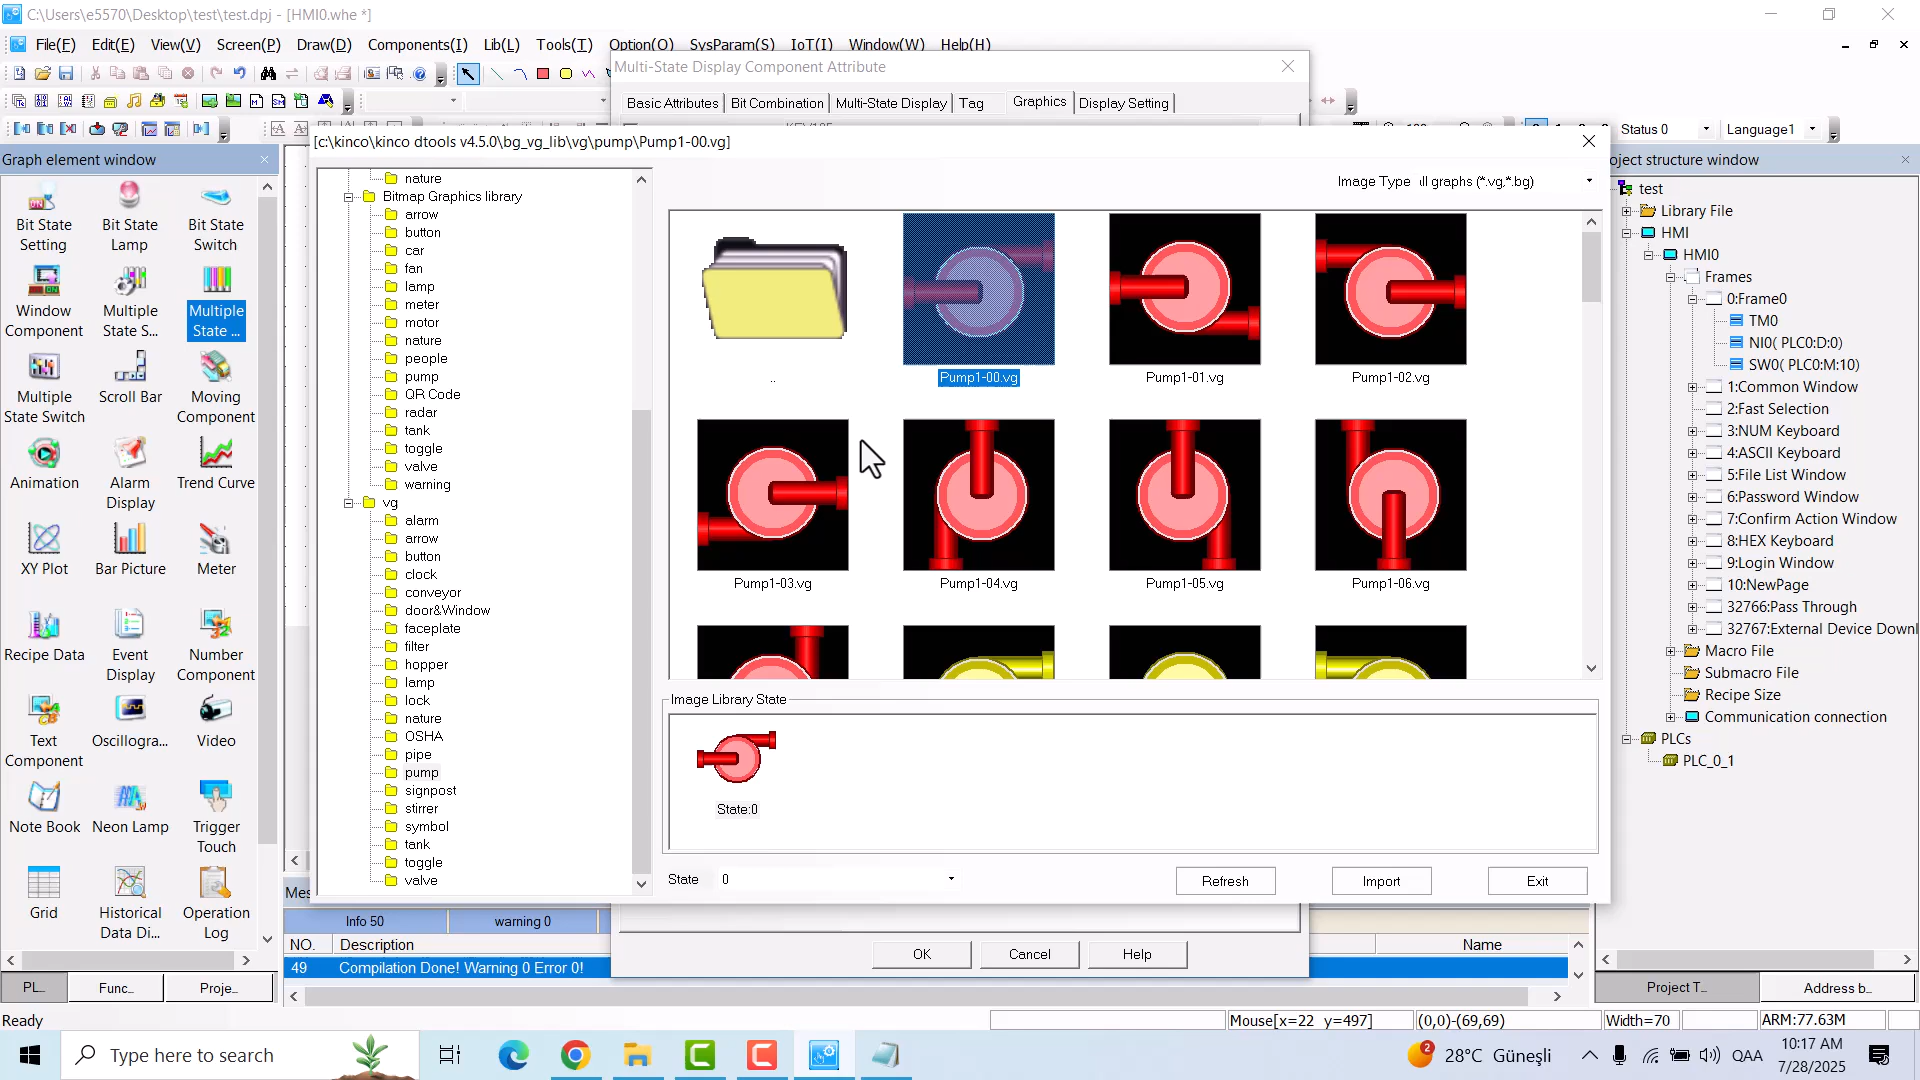 C:\Users\e5570\Desktop\test\test.dpj - [HMI0.whe *]
File(F) Edit(E) View(V) Screen(P) Draw(D) Components(I) Lib(L) Tools(T) Option(O) SysParam(S) IoT(I) Window(W) Help(H)
Multi-State Display Component Attribute
Basic Attributes Bit Combination Multi-State Display Tag Graphics Display Setting
Status 0 Language1
[c:\kinco\kinco dtools v4.5.0\bg_vg_lib\vg\pump\Pump1-00.vg]
Image Type ll graphs (*.vg,*.bg)
Graph element window
Bit State Setting
Bit State Lamp
Bit State Switch
Window Component
Multiple State S...
Multiple State ...
Multiple State Switch
Scroll Bar
Moving Component
Animation
Alarm Display
Trend Curve
XY Plot
Bar Picture
Meter
Recipe Data
Event Display
Number Component
Text Component
Oscillogra...
Video
Note Book
Neon Lamp
Trigger Touch
Grid
Historical Data Di...
Operation Log
PL... Func... Proje...
nature
Bitmap Graphics library
arrow
button
car
fan
lamp
meter
motor
nature
people
pump
QR Code
radar
tank
toggle
valve
warning
vg
alarm
arrow
button
clock
conveyor
door&Window
faceplate
filter
hopper
lamp
lock
nature
OSHA
pipe
pump
signpost
stirrer
symbol
tank
toggle
valve
..
Pump1-00.vg
Pump1-01.vg
Pump1-02.vg
Pump1-03.vg
Pump1-04.vg
Pump1-05.vg
Pump1-06.vg
Image Library State
State:0
State 0
Refresh Import Exit
OK Cancel Help
Mes
Info 50 warning 0
NO. Description Name
49 Compilation Done! Warning 0 Error 0!
oject structure window
test
Library File
HMI
HMI0
Frames
0:Frame0
TM0
NI0( PLC0:D:0)
SW0( PLC0:M:10)
1:Common Window
2:Fast Selection
3:NUM Keyboard
4:ASCII Keyboard
5:File List Window
6:Password Window
7:Confirm Action Window
8:HEX Keyboard
9:Login Window
10:NewPage
32766:Pass Through
32767:External Device Downl
Macro File
Submacro File
Recipe Size
Communication connection
PLCs
PLC_0_1
Project T... Address b...
Ready
Mouse[x=22 y=497] (0,0)-(69,69) Width=70 ARM:77.63M
Type here to search
2
28°C Güneşli
QAA
10:17 AM
7/28/2025